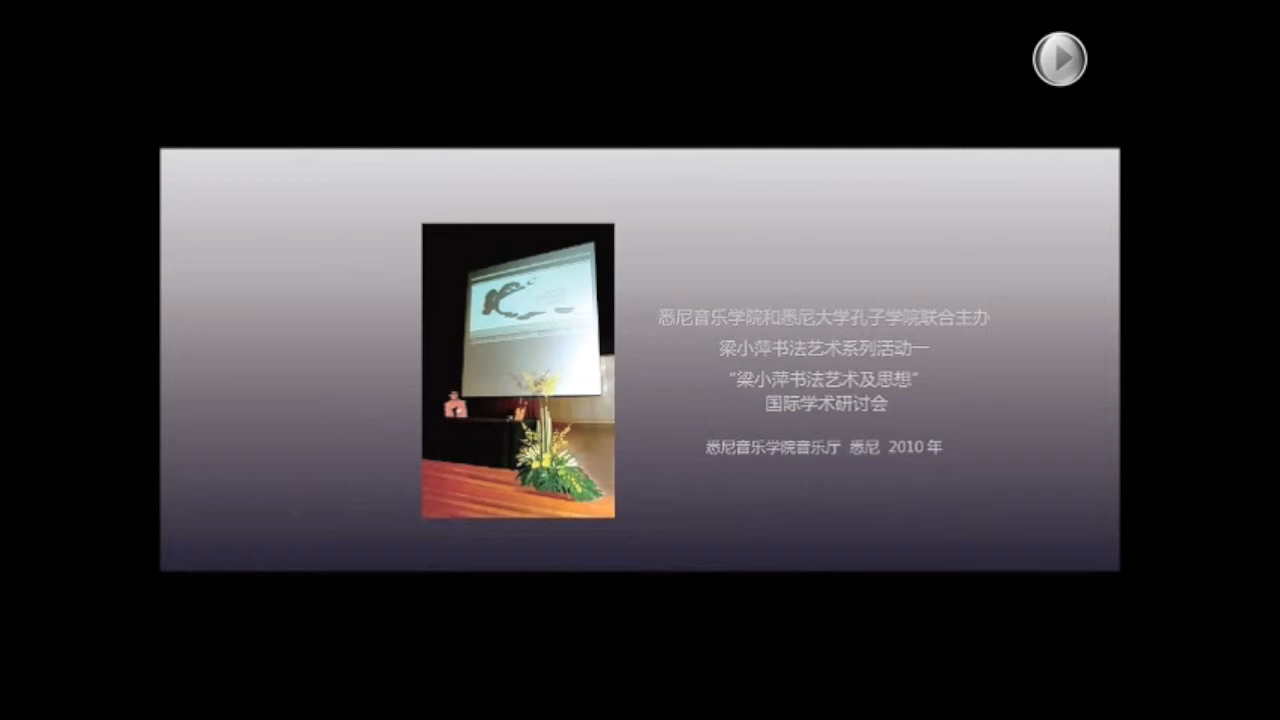 悉尼音乐学院和悉尼大学孔子学院联合主办
梁小萍书法艺术系列活动一
“梁小萍书法艺术及思想”
国际学术研讨会
悉尼音乐学院音乐厅 悉尼 2010 年